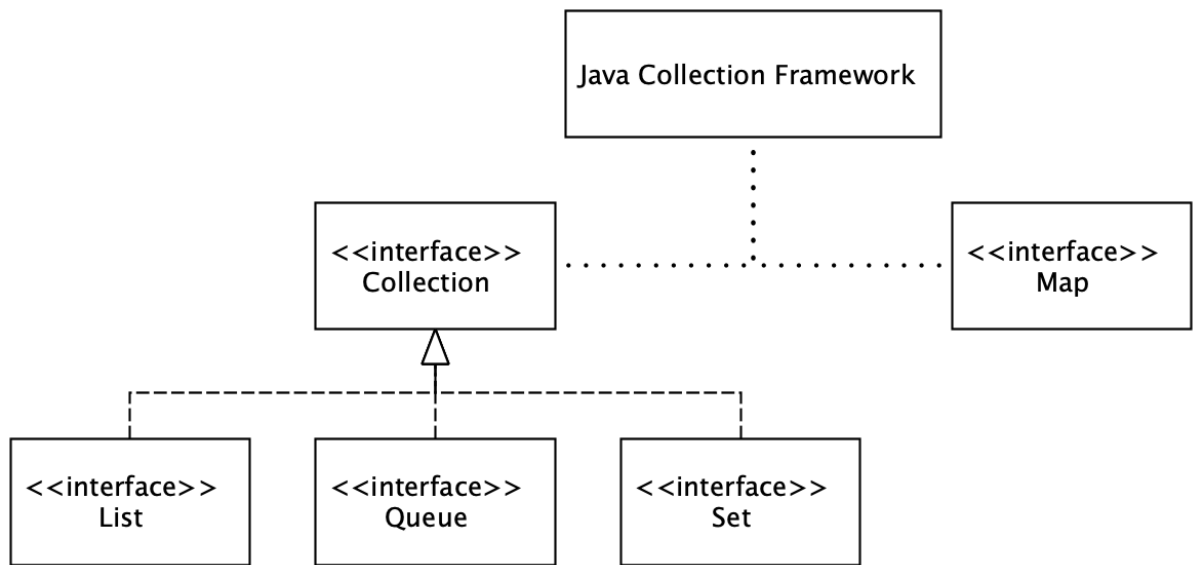 Java Collection Framework
<<interface>>
Collection
<<interface>>
Map
<<interface>>
List
<<interface>>
Queue
<<interface>>
Set